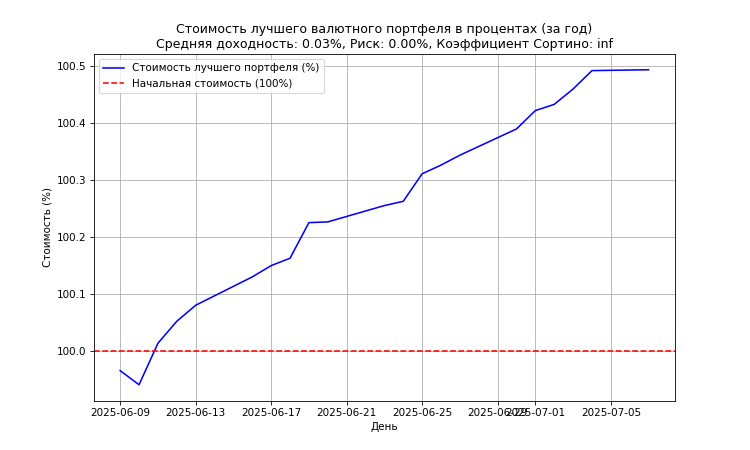 Стоимость лучшего валютного портфеля в процентах (за год)
Средняя доходность: 0.03%, Риск: 0.00%, Коэффициент Сортино: inf
Стоимость лучшего портфеля (%)
Начальная стоимость (100%)
Стоимость (%)
100.5
100.4
100.3
100.2
100.1
100.0
2025-06-09 2025-06-13 2025-06-17 2025-06-21 2025-06-25 2025-06-29 2025-07-01 2025-07-05
День